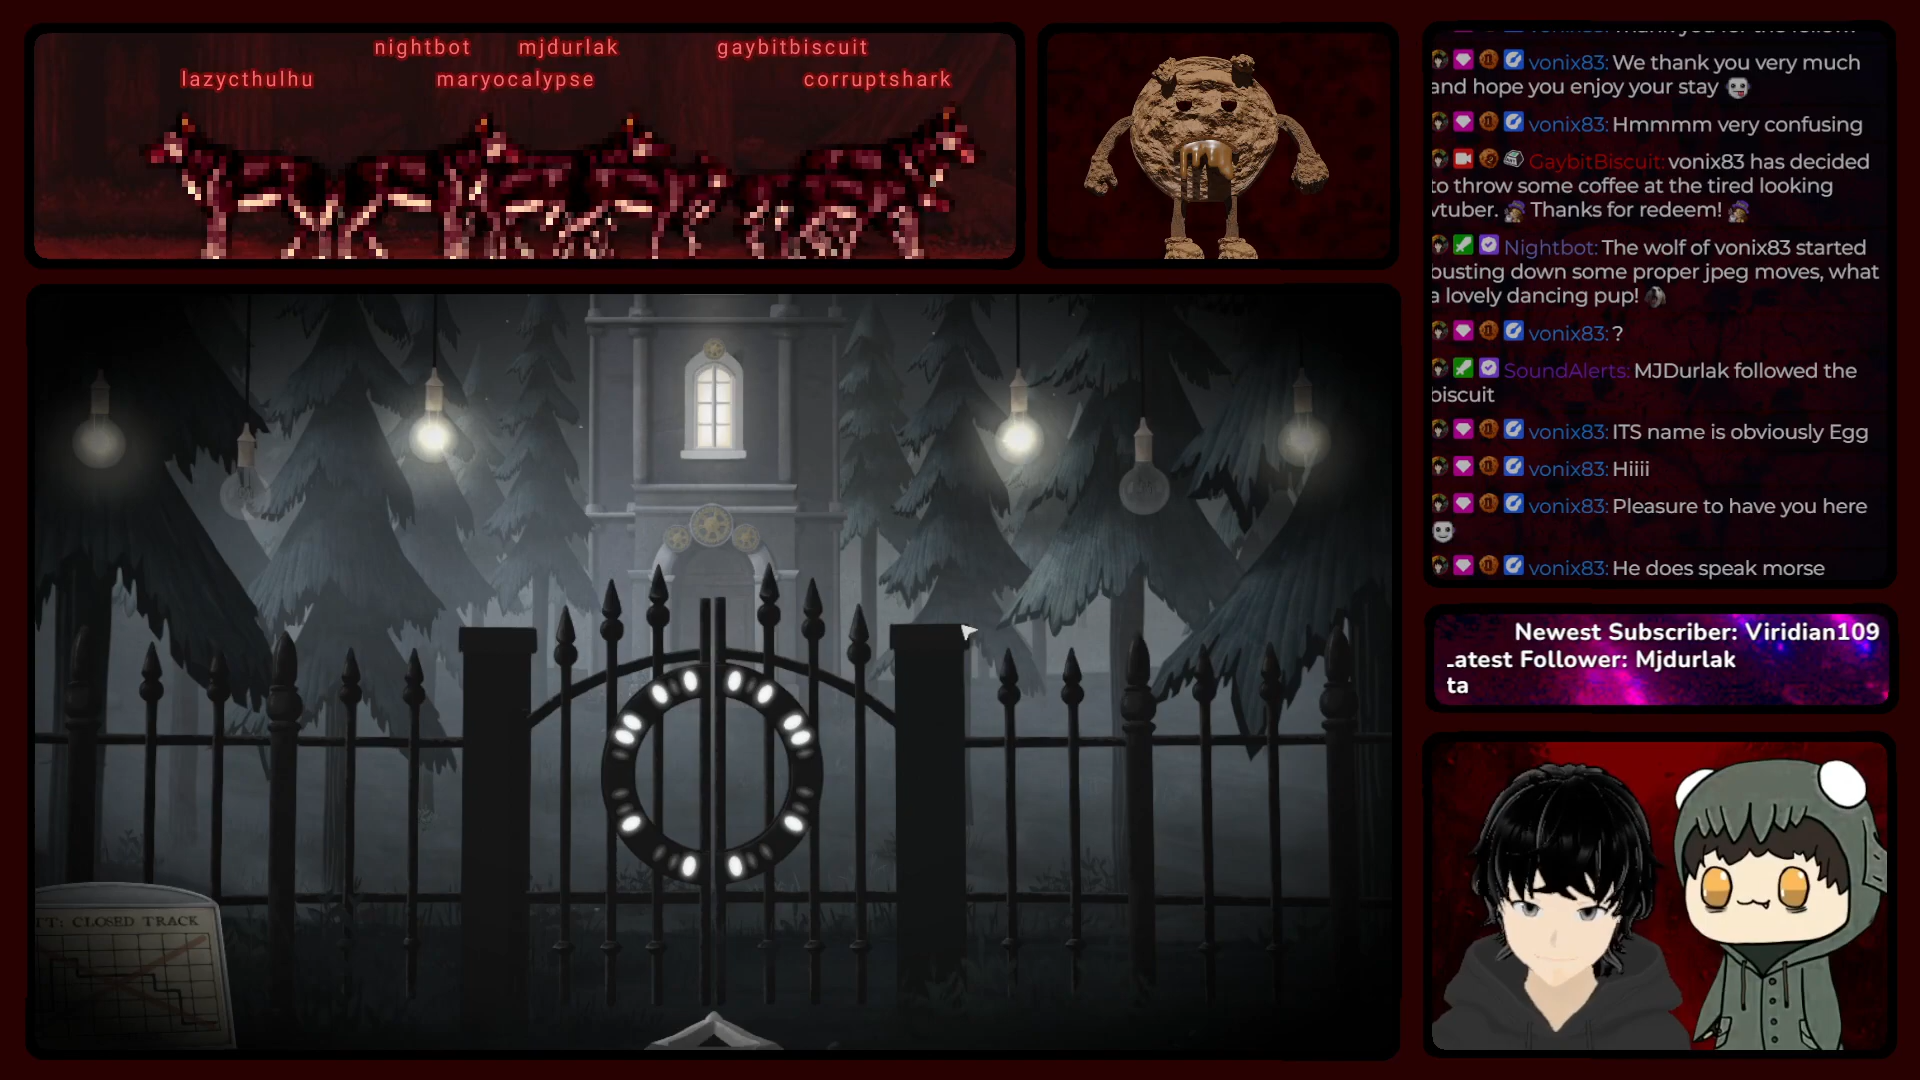 nightbot mjdurlak gaybitbiscuit
lazycthulhu maryocalypse corruptshark
vonix83: We thank you very much
and hope you enjoy your stay
vonix83: Hmmmm very confusing
GaybitBiscuit: vonix83 has decided
to throw some coffee at the tired looking
vtuber. Thanks for redeem!
Nightbot: The wolf of vonix83 started
busting down some proper jpeg moves, what
a lovely dancing pup!
vonix83: ?
SoundAlerts: MJDurlak followed the
biscuit
vonix83: ITS name is obviously Egg
vonix83: Hiiii
vonix83: Pleasure to have you here
vonix83: He does speak morse
Newest Subscriber: Viridian109
atest Follower: Mjdurlak
ta
CLOSED TRACK